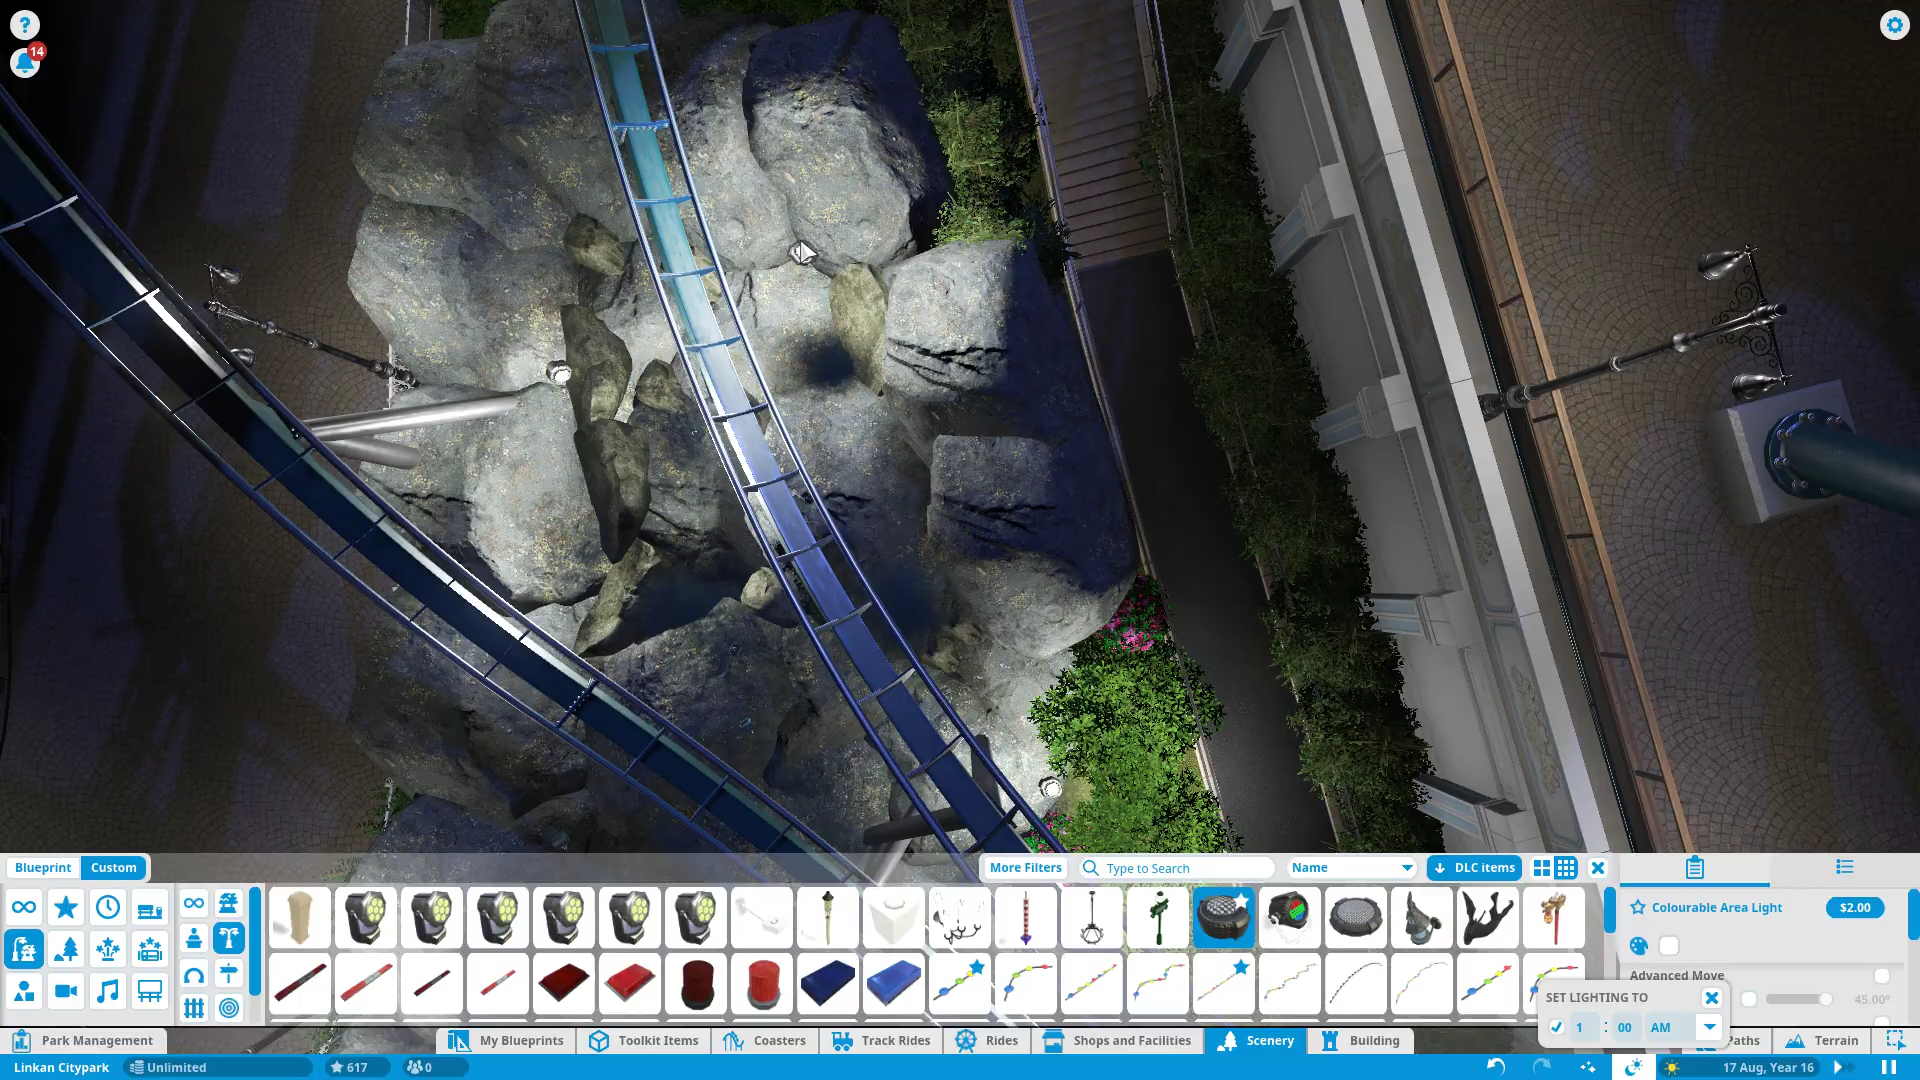 ?
14
Blueprint
Custom
More Filters
Type to Search
Name
DLC items
Colourable Area Light
$2.00
Advanced Move
45.00°
SET LIGHTING TO
1 : 00 AM
Park Management
My Blueprints
Toolkit Items
Coasters
Track Rides
Rides
Shops and Facilities
Scenery
Building
Paths
Terrain
Linkan Citypark
Unlimited
617
0
17 Aug, Year 16